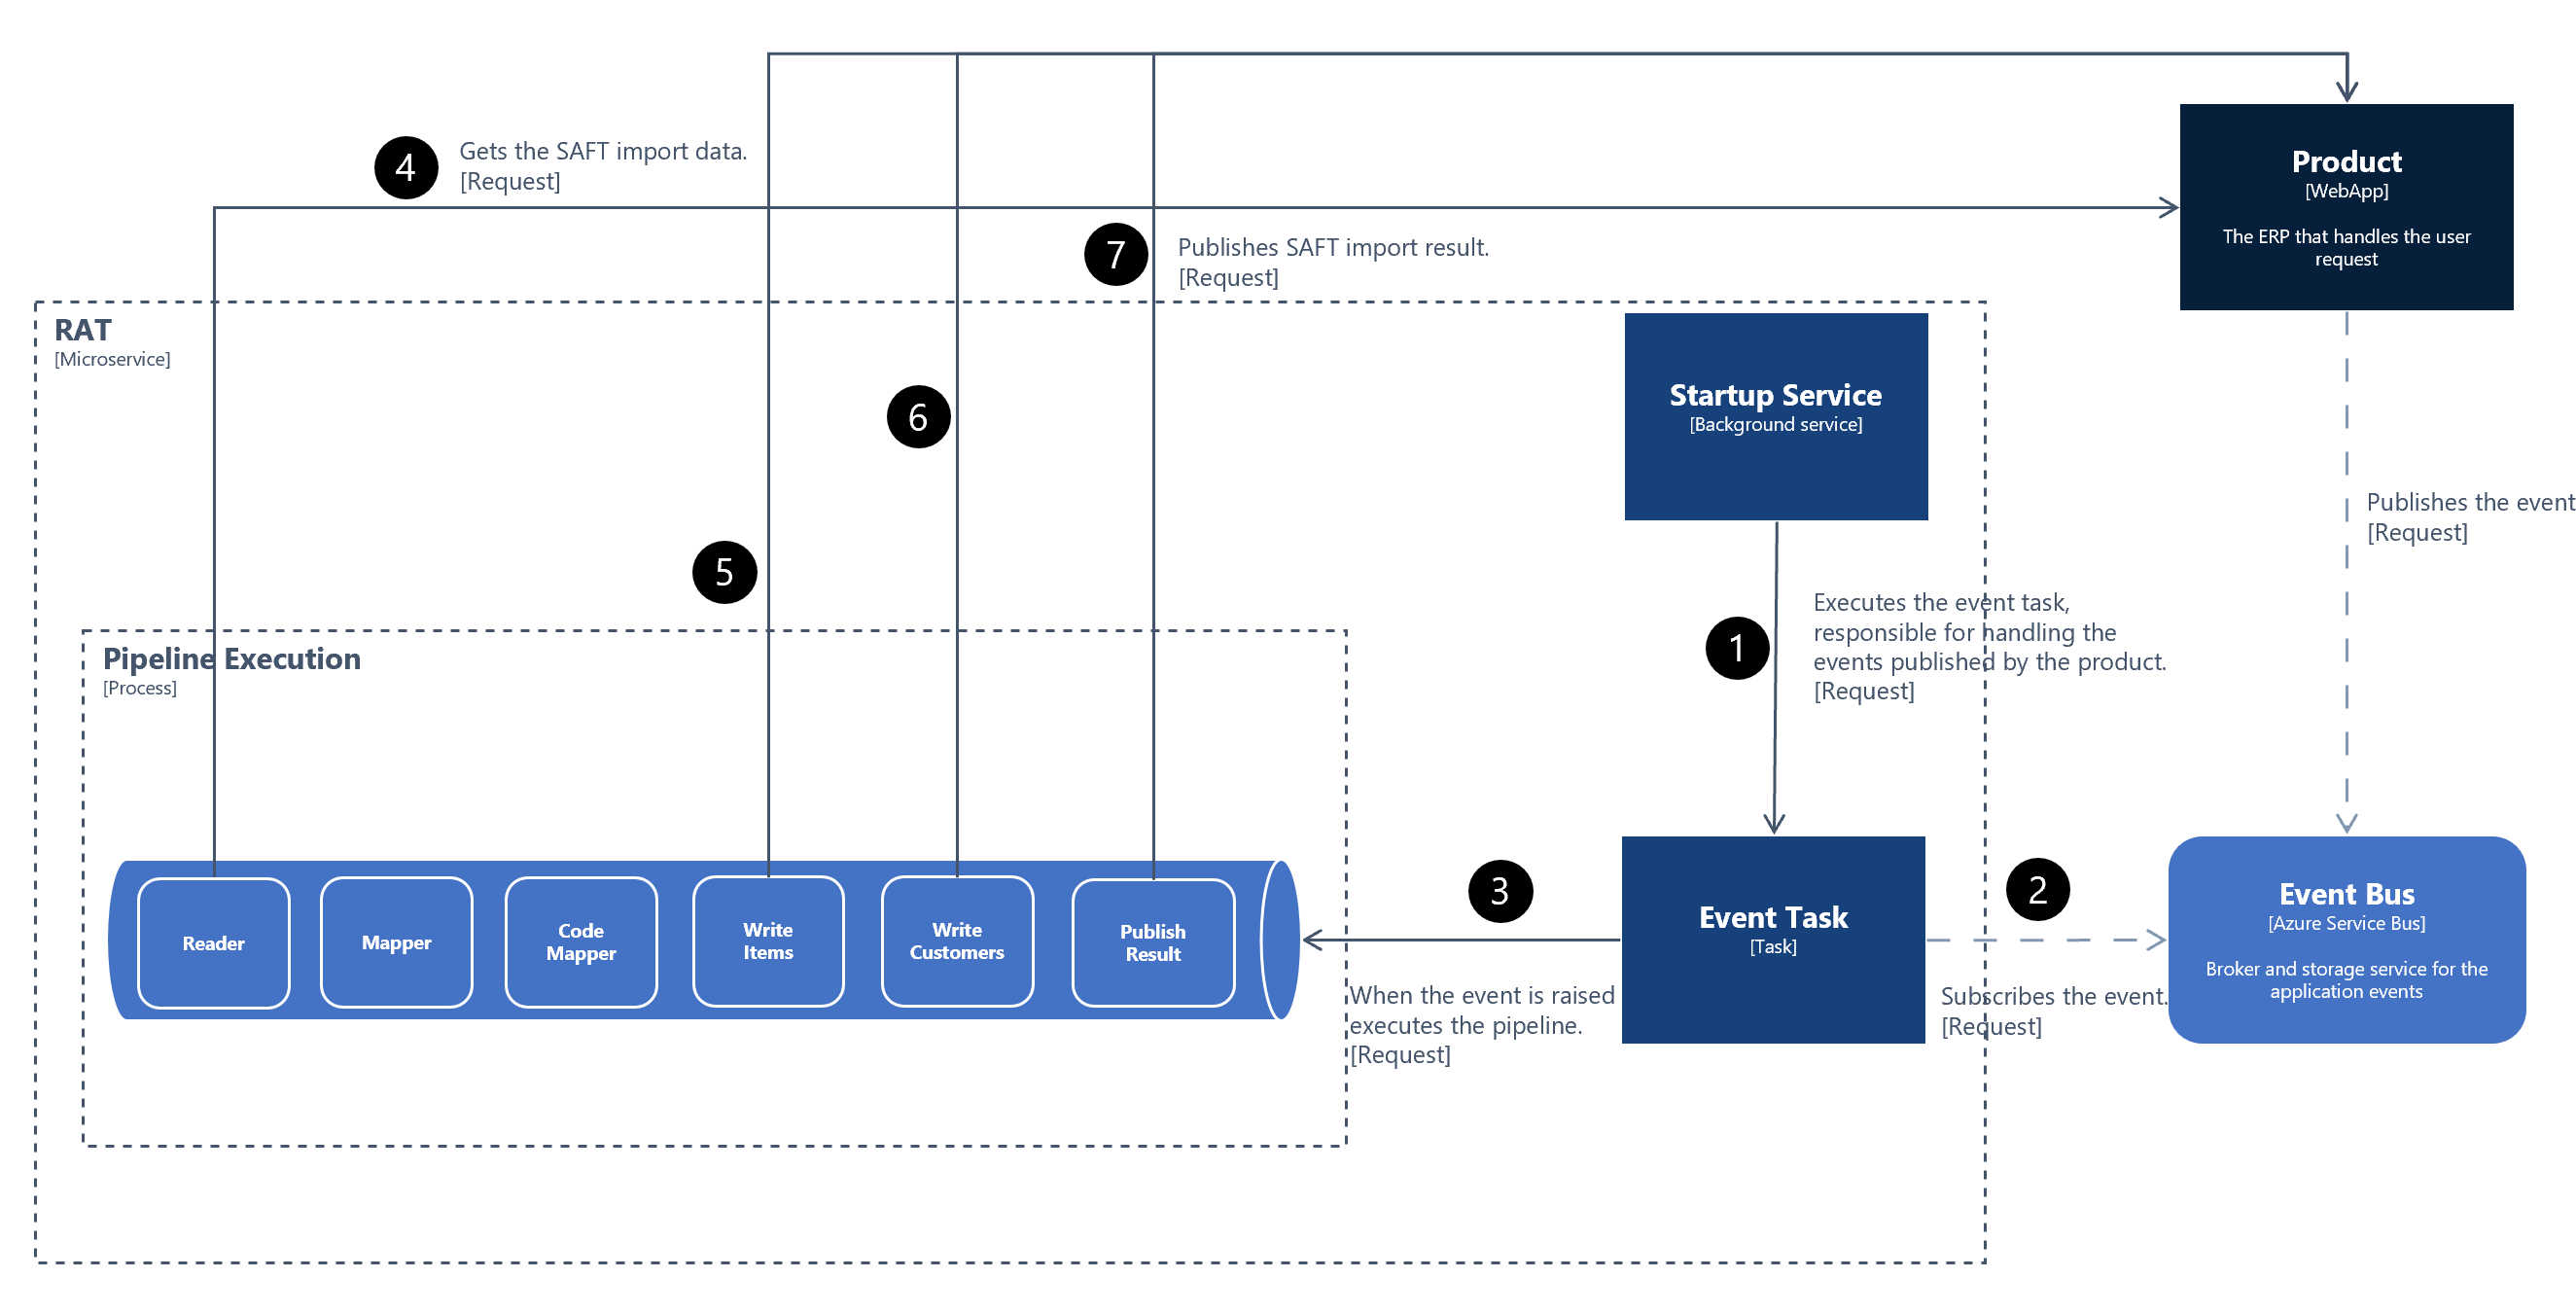 4
Gets the SAFT import data.
[Request]
Product
[WebApp]
The ERP that handles the user
request
7
Publishes SAFT import result.
[Request]
RAT
[Microservice]
Startup Service
[Background service]
6
Publishes the event
[Request]
5
1
Executes the event task,
responsible for handling the
events published by the product.
[Request]
Pipeline Execution
[Process]
Reader
Mapper
Code
Mapper
Write
Items
Write
Customers
Publish
Result
3
When the event is raised
executes the pipeline.
[Request]
Event Task
[Task]
2
Subscribes the event.
[Request]
Event Bus
[Azure Service Bus]
Broker and storage service for the
application events